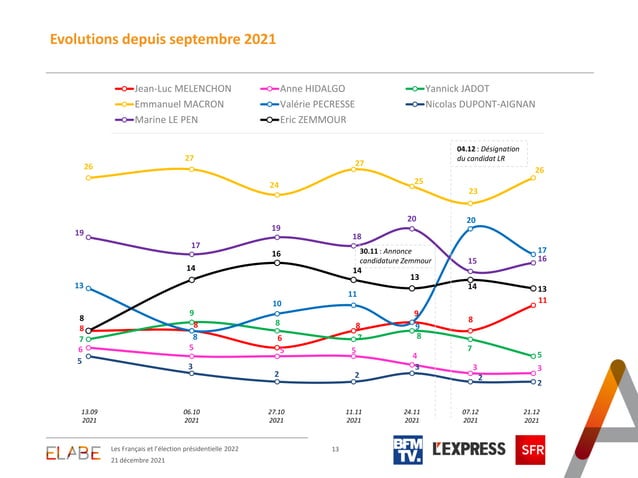 Evolutions depuis septembre 2021
Jean-Luc MELENCHON Anne HIDALGO Yannick JADOT
Emmanuel MACRON Valérie PECRESSE Nicolas DUPONT-AIGNAN
Marine LE PEN Eric ZEMMOUR
04.12 : Désignation
du candidat LR
26 27 24 27 25 23 26
30.11 : Annonce
candidature Zemmour
19 17 19 18 20 15 16
8 14 16 14 13 14 13
13 8 10 11 9 20 17
8 8 6 8 9 8 11
7 9 8 7 8 7 5
6 5 5 5 4 3 3
5 3 2 2 3 2 2
13.09 06.10 27.10 11.11 24.11 07.12 21.12
2021 2021 2021 2021 2021 2021 2021
ELABE
Les Français et l'élection présidentielle 2022
21 décembre 2021
13
BFM
TV.
L'EXPRESS
SFR